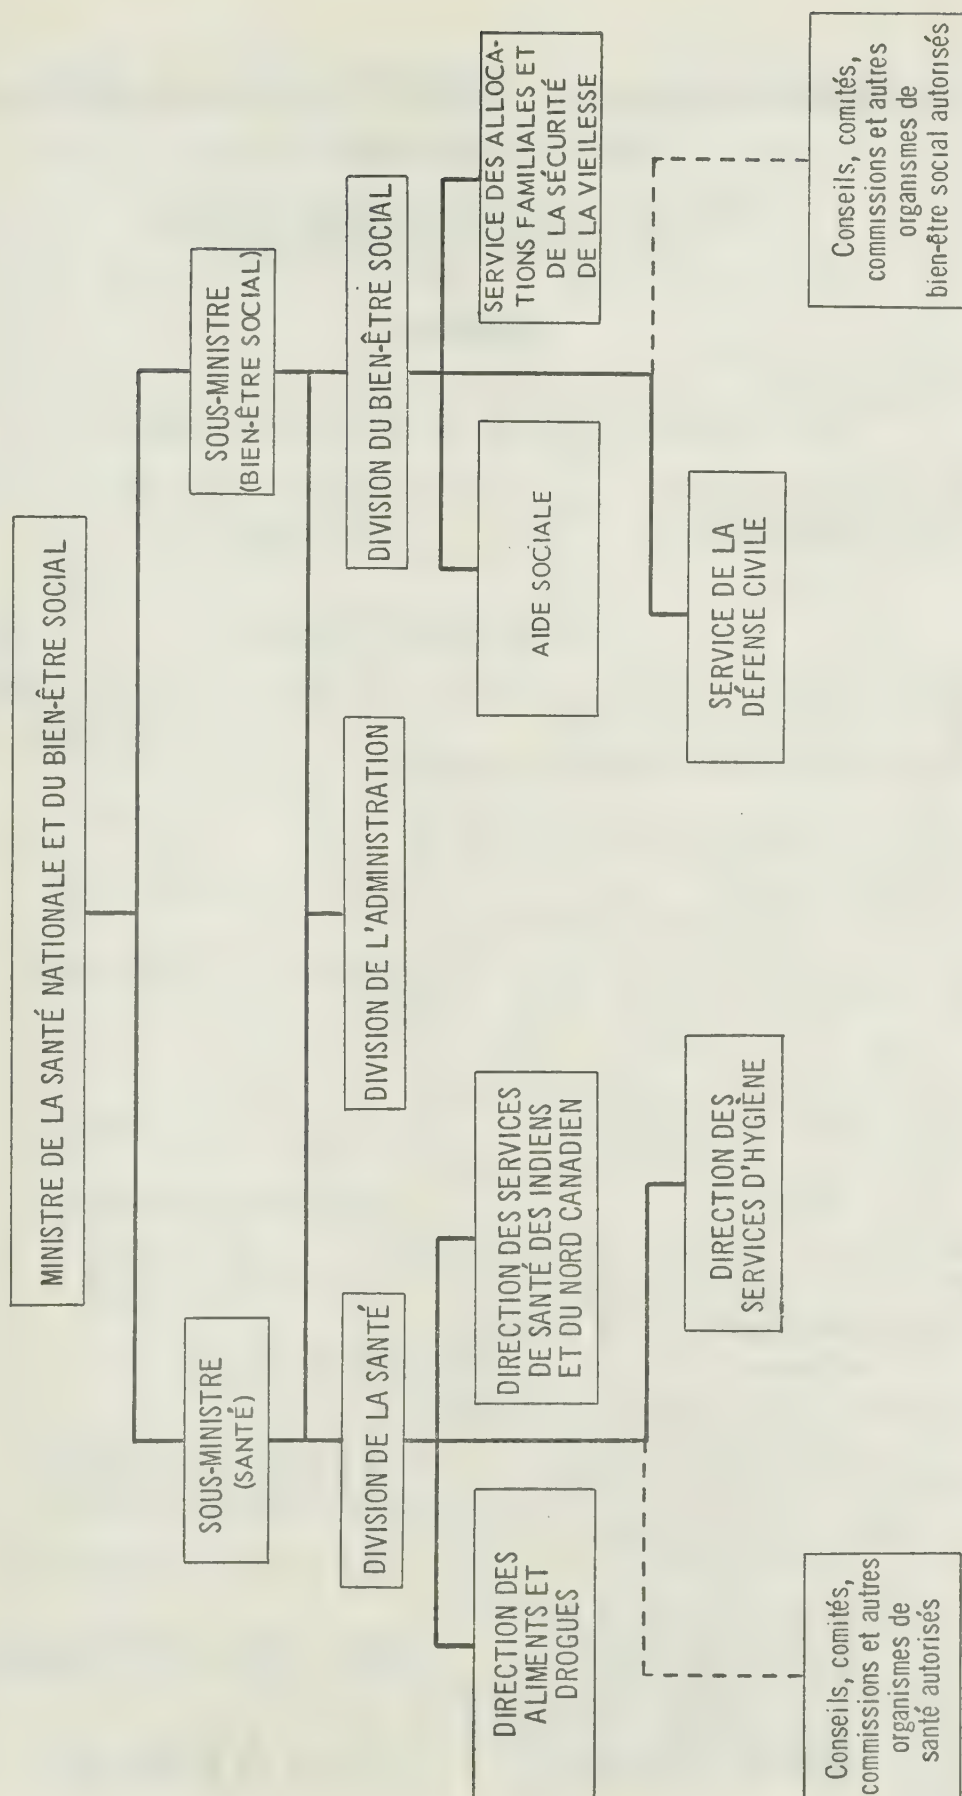 MINISTRE DE LA SANTÉ NATIONALE ET DU BIEN-ÊTRE SOCIAL
SOUS-MINISTRE
(SANTÉ)
SOUS-MINISTRE
(BIEN-ÊTRE SOCIAL)
DIVISION DE LA SANTÉ
DIVISION DE L'ADMINISTRATION
DIVISION DU BIEN-ÊTRE SOCIAL
DIRECTION DES
ALIMENTS ET
DROGUES
DIRECTION DES SERVICES
DE SANTÉ DES INDIENS
ET DU NORD CANADIEN
AIDE SOCIALE
SERVICE DES ALLOCA-
TIONS FAMILIALES ET
DE LA SÉCURITÉ
DE LA VIEILESSE
DIRECTION DES
SERVICES D'HYGIÈNE
SERVICE DE LA
DÉFENSE CIVILE
Conseils, comités,
commissions et autres
organismes de
santé autorisés
Conseils, comités,
commissions et autres
organismes de
bien-être social autorisés